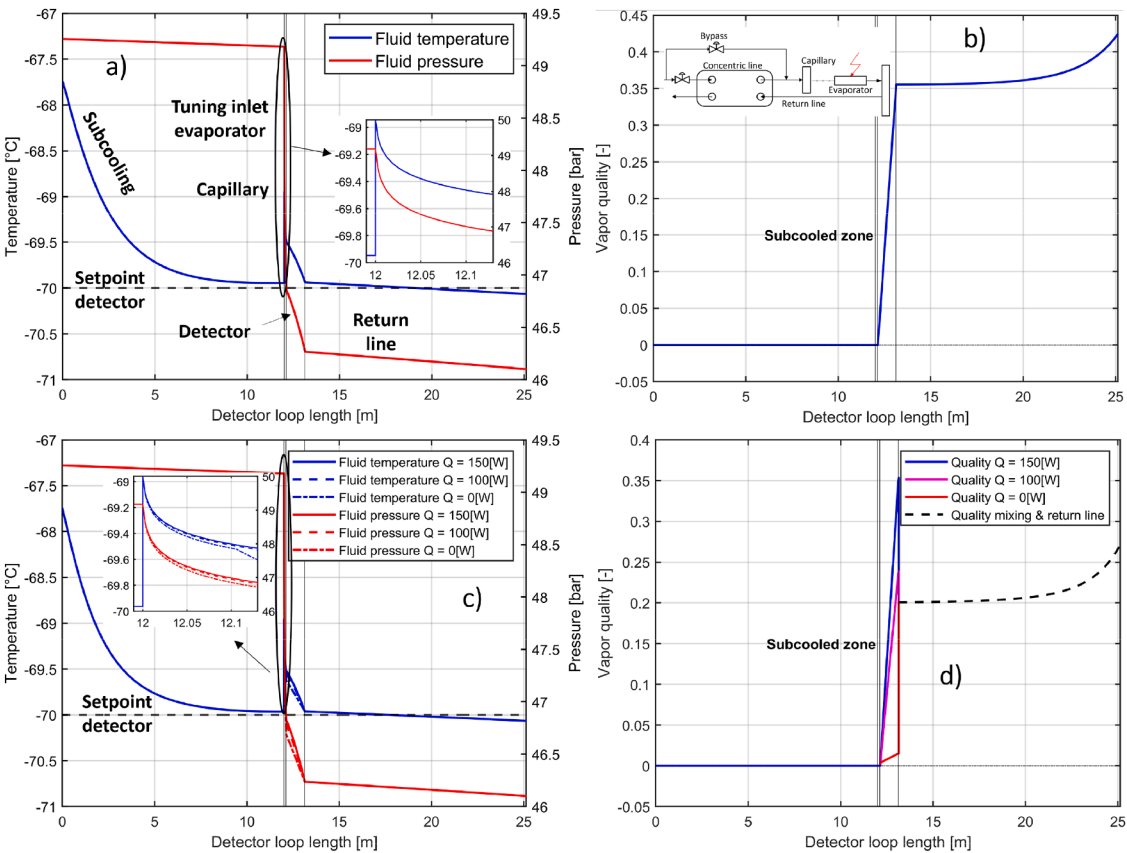 -67
-67.5
-68
-68.5
-69
-69.5
-70
-70.5
-71
Temperature [°C]
49.5
49
48.5
48
47.5
47
46.5
46
Pressure [bar]
0
5
10
15
20
25
Detector loop length [m]
a)
Fluid temperature
Fluid pressure
Subcooling
Tuning inlet
evaporator
Capillary
Setpoint
detector
Detector
Return
line
-69
-69.2
-69.4
-69.6
-69.8
50
49
48
47
46
12
12.05
12.1
b)
0.45
0.4
0.35
0.3
0.25
0.2
0.15
0.1
0.05
0
-0.05
Vapor quality [-]
0
5
10
15
20
25
Detector loop length [m]
Bypass
Concentric line
Capillary
Evaporator
Return line
Subcooled zone
-67
-67.5
-68
-68.5
-69
-69.5
-70
-70.5
-71
Temperature [°C]
49.5
49
48.5
48
47.5
47
46.5
46
Pressure [bar]
0
5
10
15
20
25
Detector loop length [m]
c)
Fluid temperature Q = 150[W]
Fluid temperature Q = 100[W]
Fluid temperature Q = 0[W]
Fluid pressure Q = 150[W]
Fluid pressure Q = 100[W]
Fluid pressure Q = 0[W]
-69
-69.2
-69.4
-69.6
-69.8
-70
50
49
48
47
46
12
12.05
12.1
Setpoint
detector
0.4
0.35
0.3
0.25
0.2
0.15
0.1
0.05
0
-0.05
Vapor quality [-]
0
5
10
15
20
25
Detector loop length [m]
Quality Q = 150[W]
Quality Q = 100[W]
Quality Q = 0[W]
Quality mixing & return line
Subcooled zone
d)